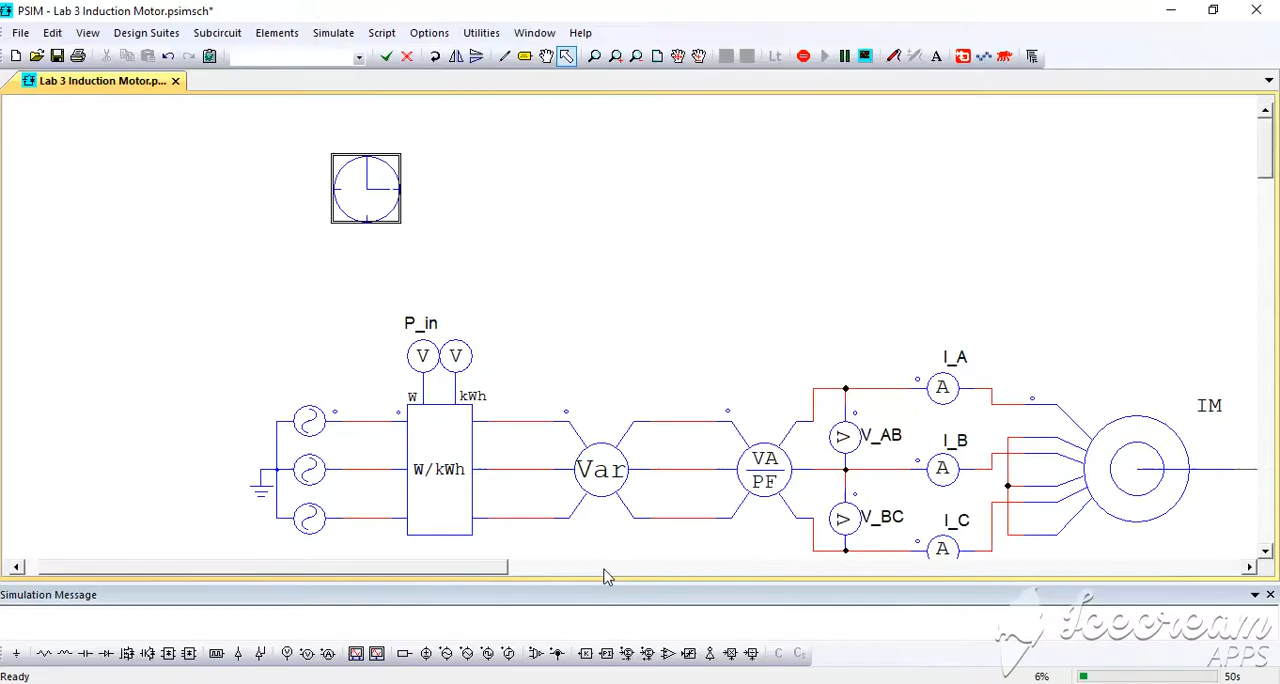 PSIM - Lab 3 Induction Motor.psimsch*
File Edit View Design Suites Subcircuit Elements Simulate Script Options Utilities Window Help
Lt A
Lab 3 Induction Motor.p...
P_in
V V
W kWh
W/kWh
Var
VA
PF
V_AB
V_BC
I_A
A
I_B
A
I_C
A
IM
Simulation Message
Icecream
APPS
Ready 6% 50s